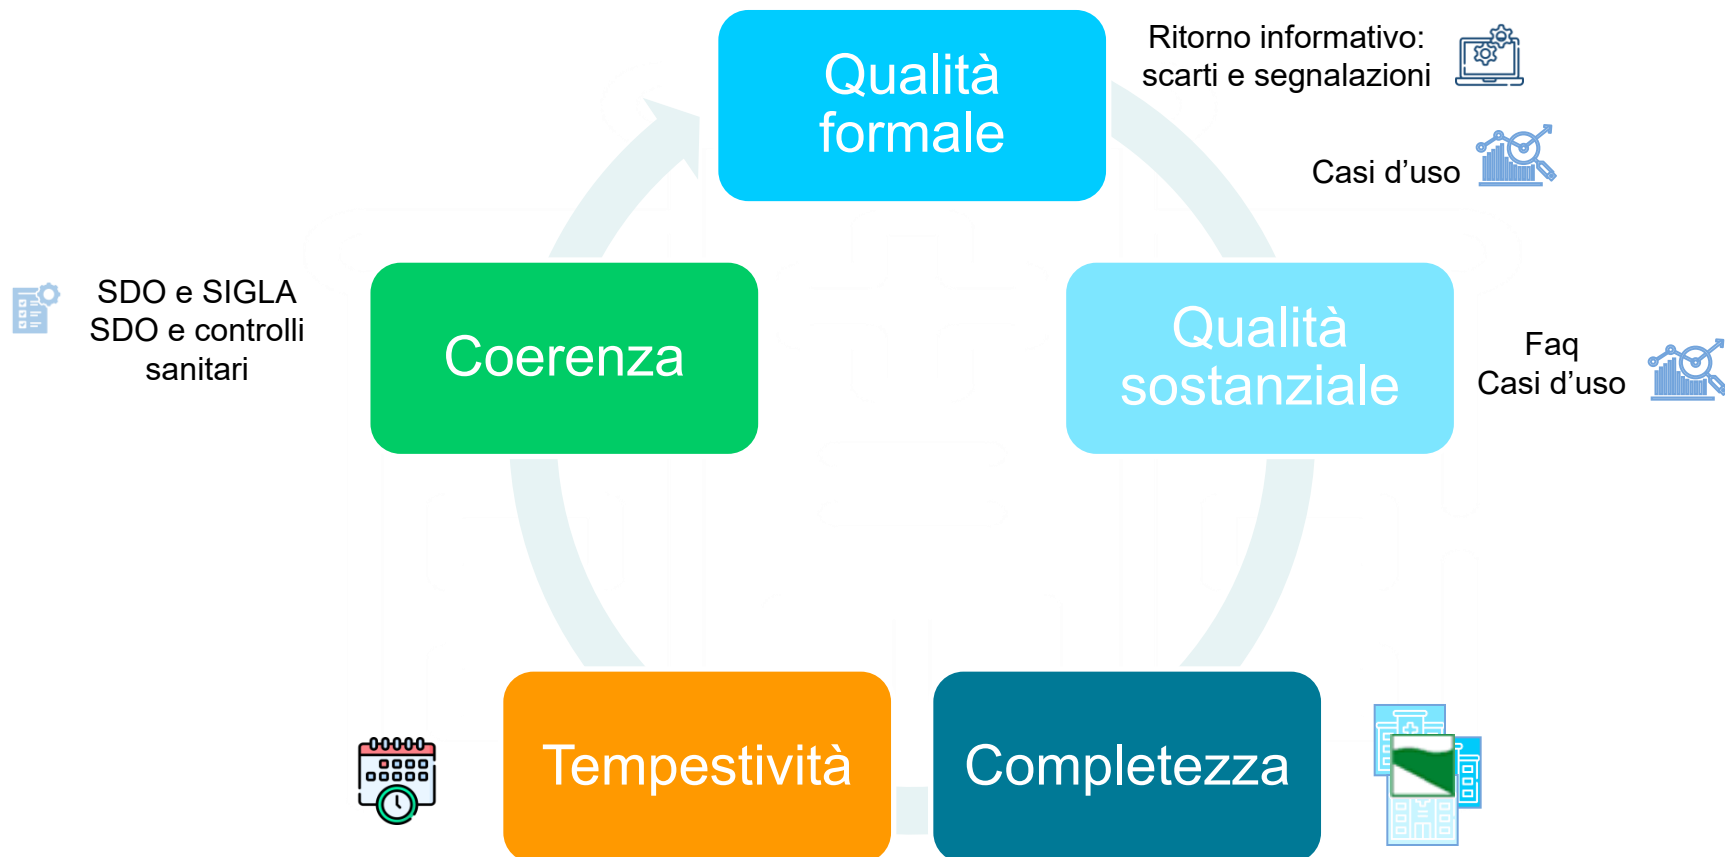 Qualità
formale
Ritorno informativo:
scarti e segnalazioni
Casi d’uso
Qualità
sostanziale
Faq
Casi d’uso
Completezza
Tempestività
Coerenza
SDO e SIGLA
SDO e controlli
sanitari